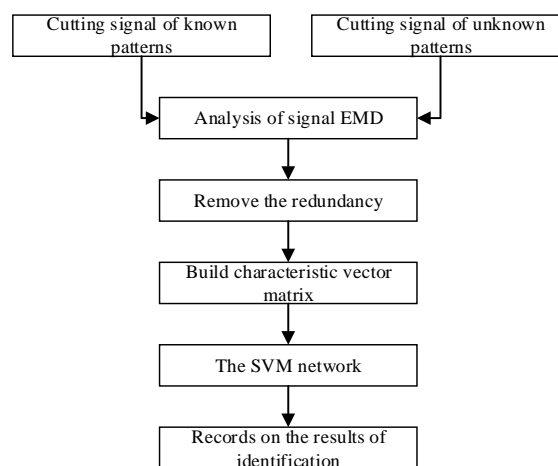 Cutting signal of known
patterns
Cutting signal of unknown
patterns
Analysis of signal EMD
Remove the redundancy
Build characteristic vector
matrix
The SVM network
Records on the results of
identification